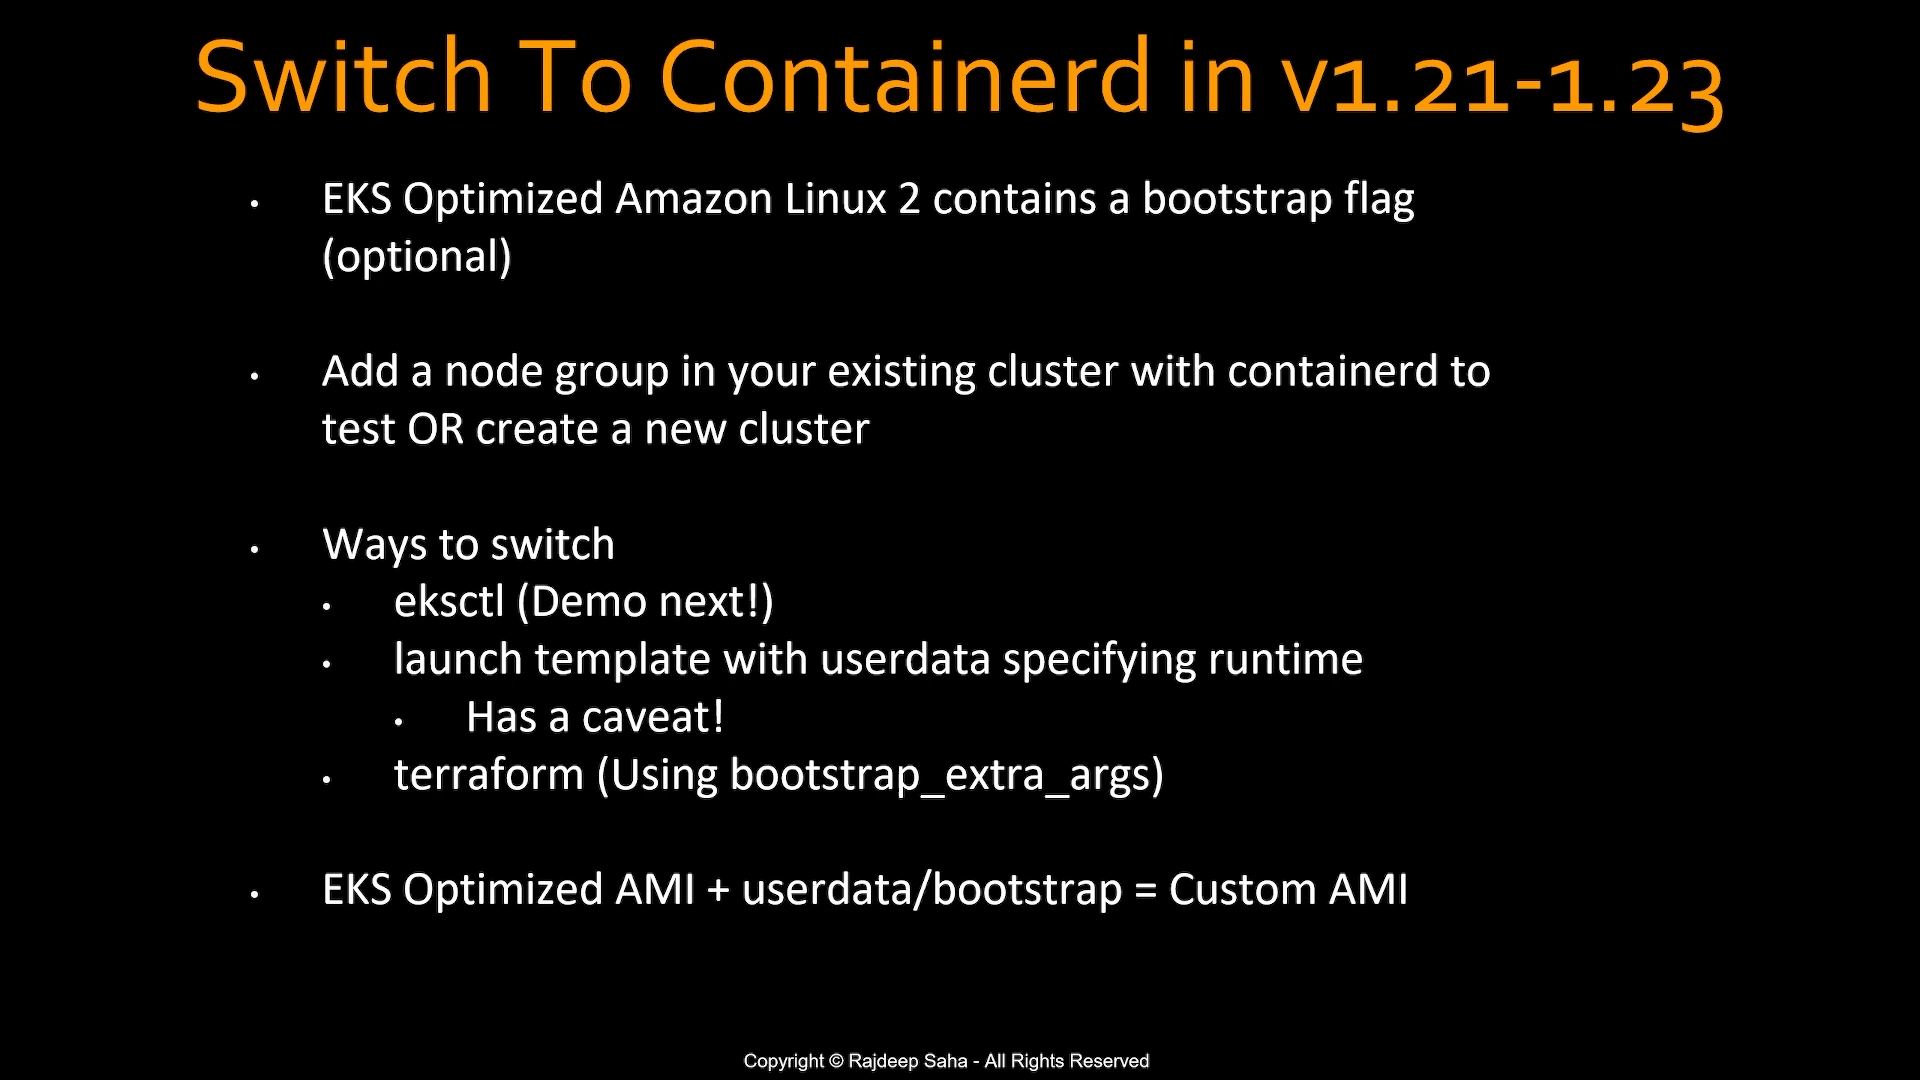 Switch To Containerd in v1.21-1.23
• EKS Optimized Amazon Linux 2 contains a bootstrap flag
(optional)
• Add a node group in your existing cluster with containerd to
test OR create a new cluster
• Ways to switch
• eksctl (Demo next!)
• launch template with userdata specifying runtime
• Has a caveat!
• terraform (Using bootstrap_extra_args)
• EKS Optimized AMI + userdata/bootstrap = Custom AMI
Copyright © Rajdeep Saha - All Rights Reserved